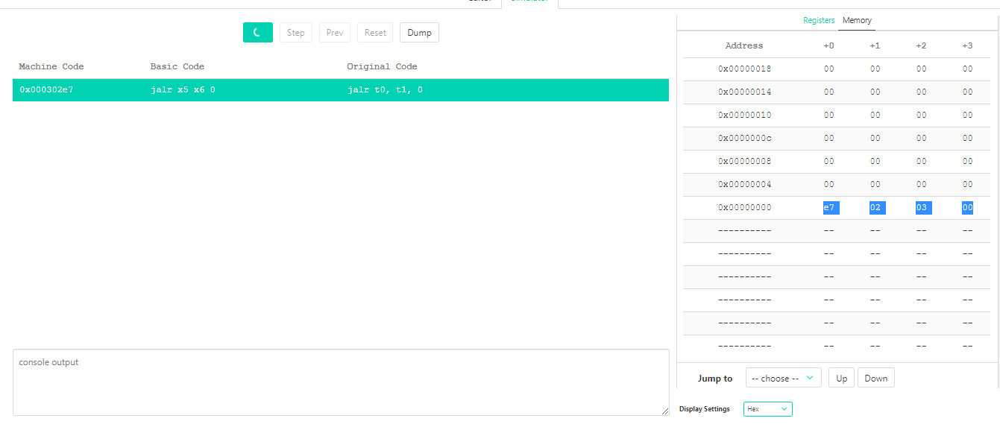 Editor Simulator
Step Prev Reset Dump
Machine Code Basic Code Original Code
0x000302e7 jalr x5 x6 0 jalr t0, t1, 0
console output
Registers Memory
Address +0 +1 +2 +3
0x00000018 00 00 00 00
0x00000014 00 00 00 00
0x00000010 00 00 00 00
0x0000000c 00 00 00 00
0x00000008 00 00 00 00
0x00000004 00 00 00 00
0x00000000 e7 02 03 00
---------- -- -- -- --
---------- -- -- -- --
---------- -- -- -- --
---------- -- -- -- --
---------- -- -- -- --
---------- -- -- -- --
Jump to -- choose -- Up Down
Display Settings Hex